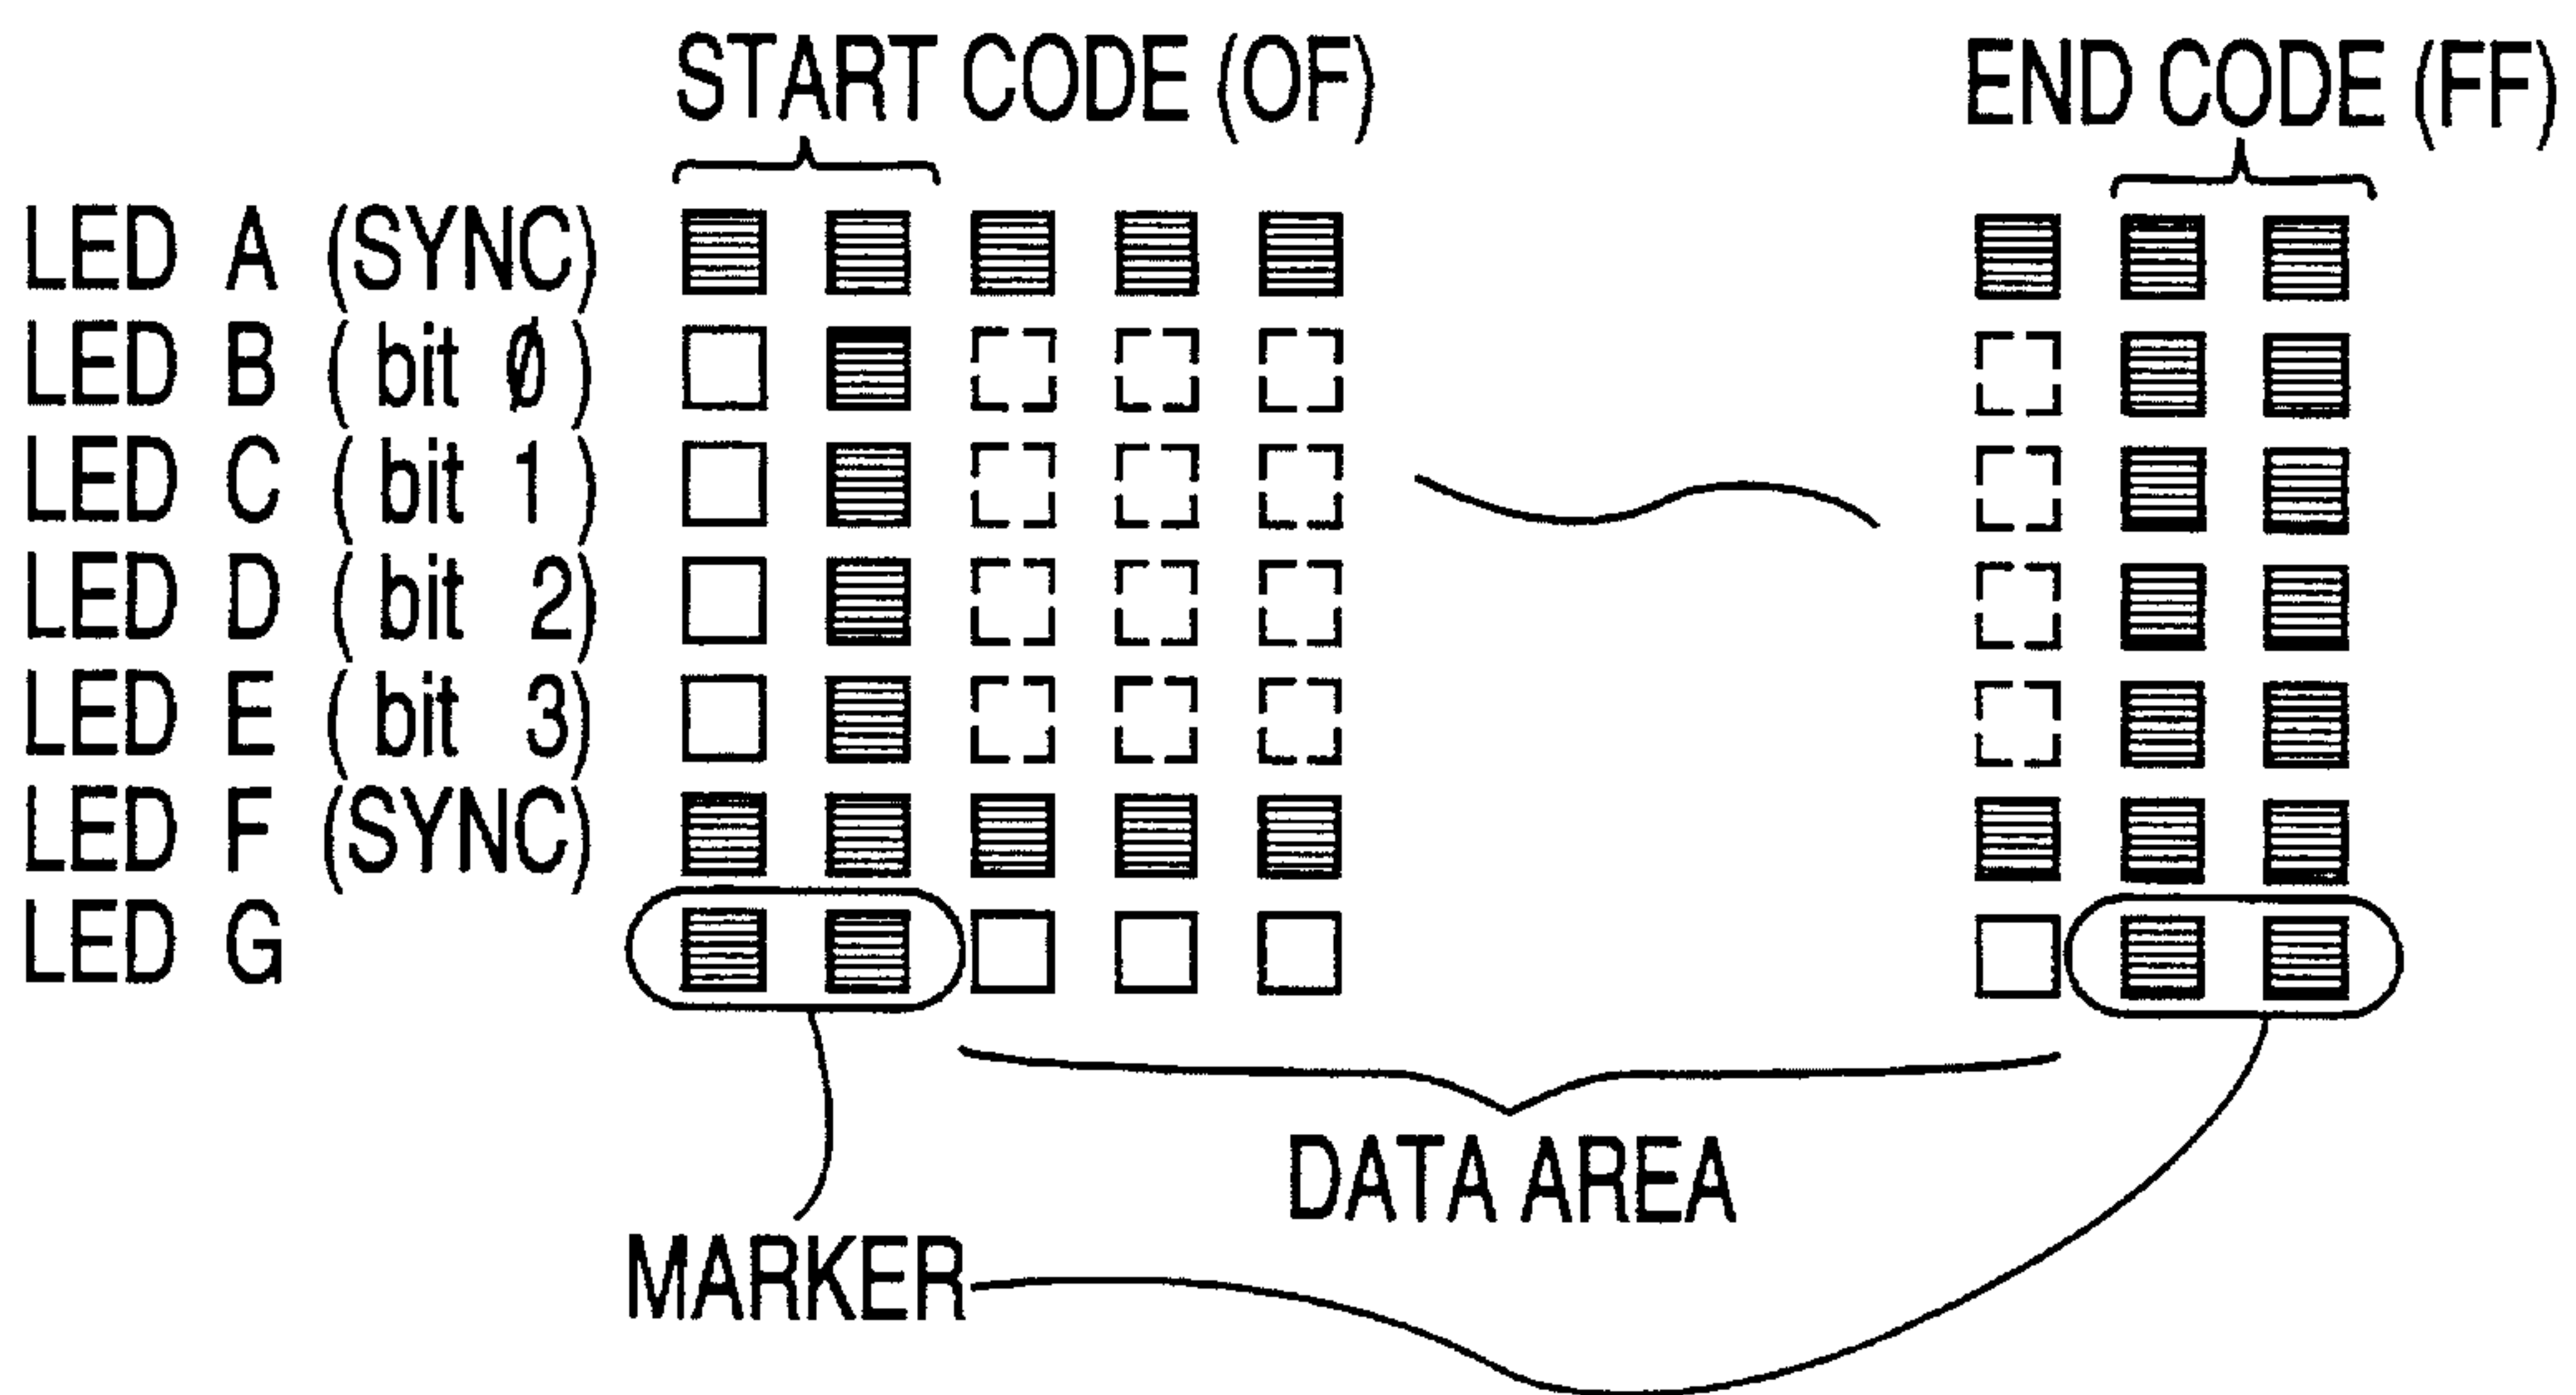 START CODE (OF)
END CODE (FF)
LED A (SYNC)
LED B ( bit Ø )
LED C ( bit 1 )
LED D ( bit 2)
LED E ( bit 3)
LED F (SYNC)
LED G
DATA AREA
MARKER